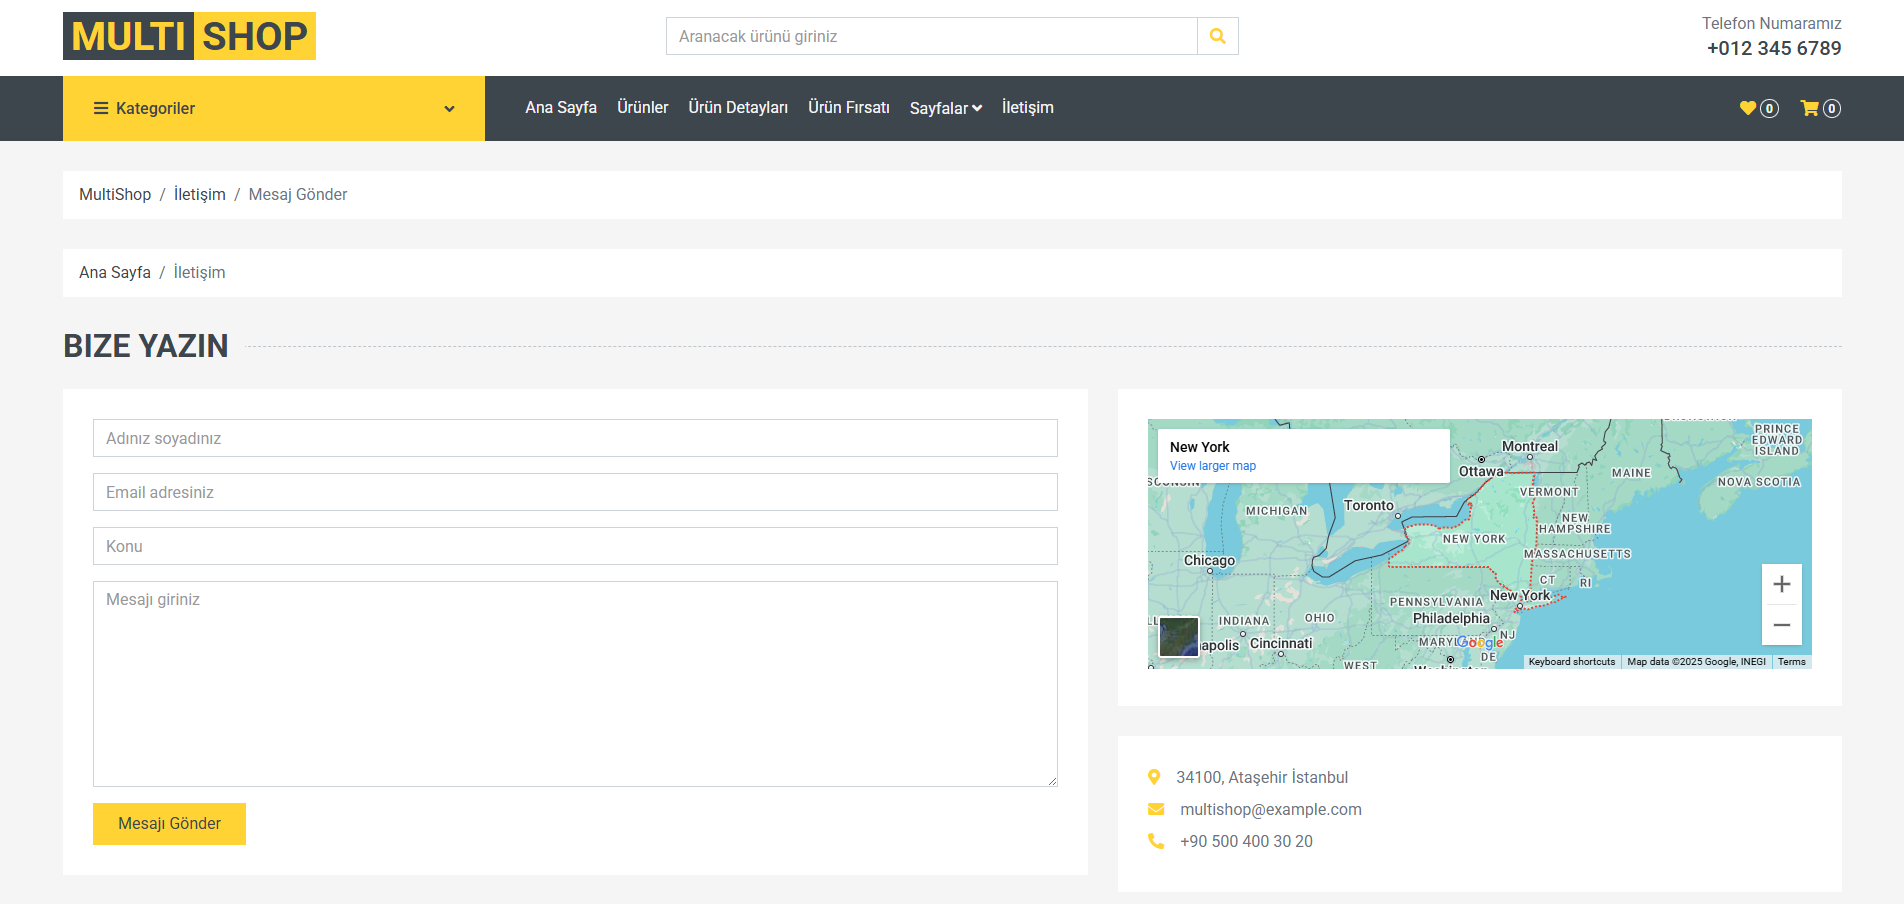 MULTI SHOP
Aranacak ürünü giriniz
Telefon Numaramız
+012 345 6789
Kategoriler
Ana Sayfa Ürünler Ürün Detayları Ürün Fırsatı Sayfalar İletişim
0 0
MultiShop / İletişim / Mesaj Gönder
Ana Sayfa / İletişim
BIZE YAZIN
Adınız soyadınız
Email adresiniz
Konu
Mesajı giriniz
Mesajı Gönder
New York
View larger map
Montreal
PRINCE
EDWARD
ISLAND
Ottawa
MAINE
NOVA SCOTIA
VERMONT
MICHIGAN
Toronto
NEW
HAMPSHIRE
NEW YORK
MASSACHUSETTS
Chicago
CT
RI
New York
PENNSYLVANIA
OHIO
Philadelphia
INDIANA
NJ
apolis
Cincinnati
Google
DE
WEST
Keyboard shortcuts
Map data ©2025 Google, INEGI
Terms
34100, Ataşehir İstanbul
multishop@example.com
+90 500 400 30 20